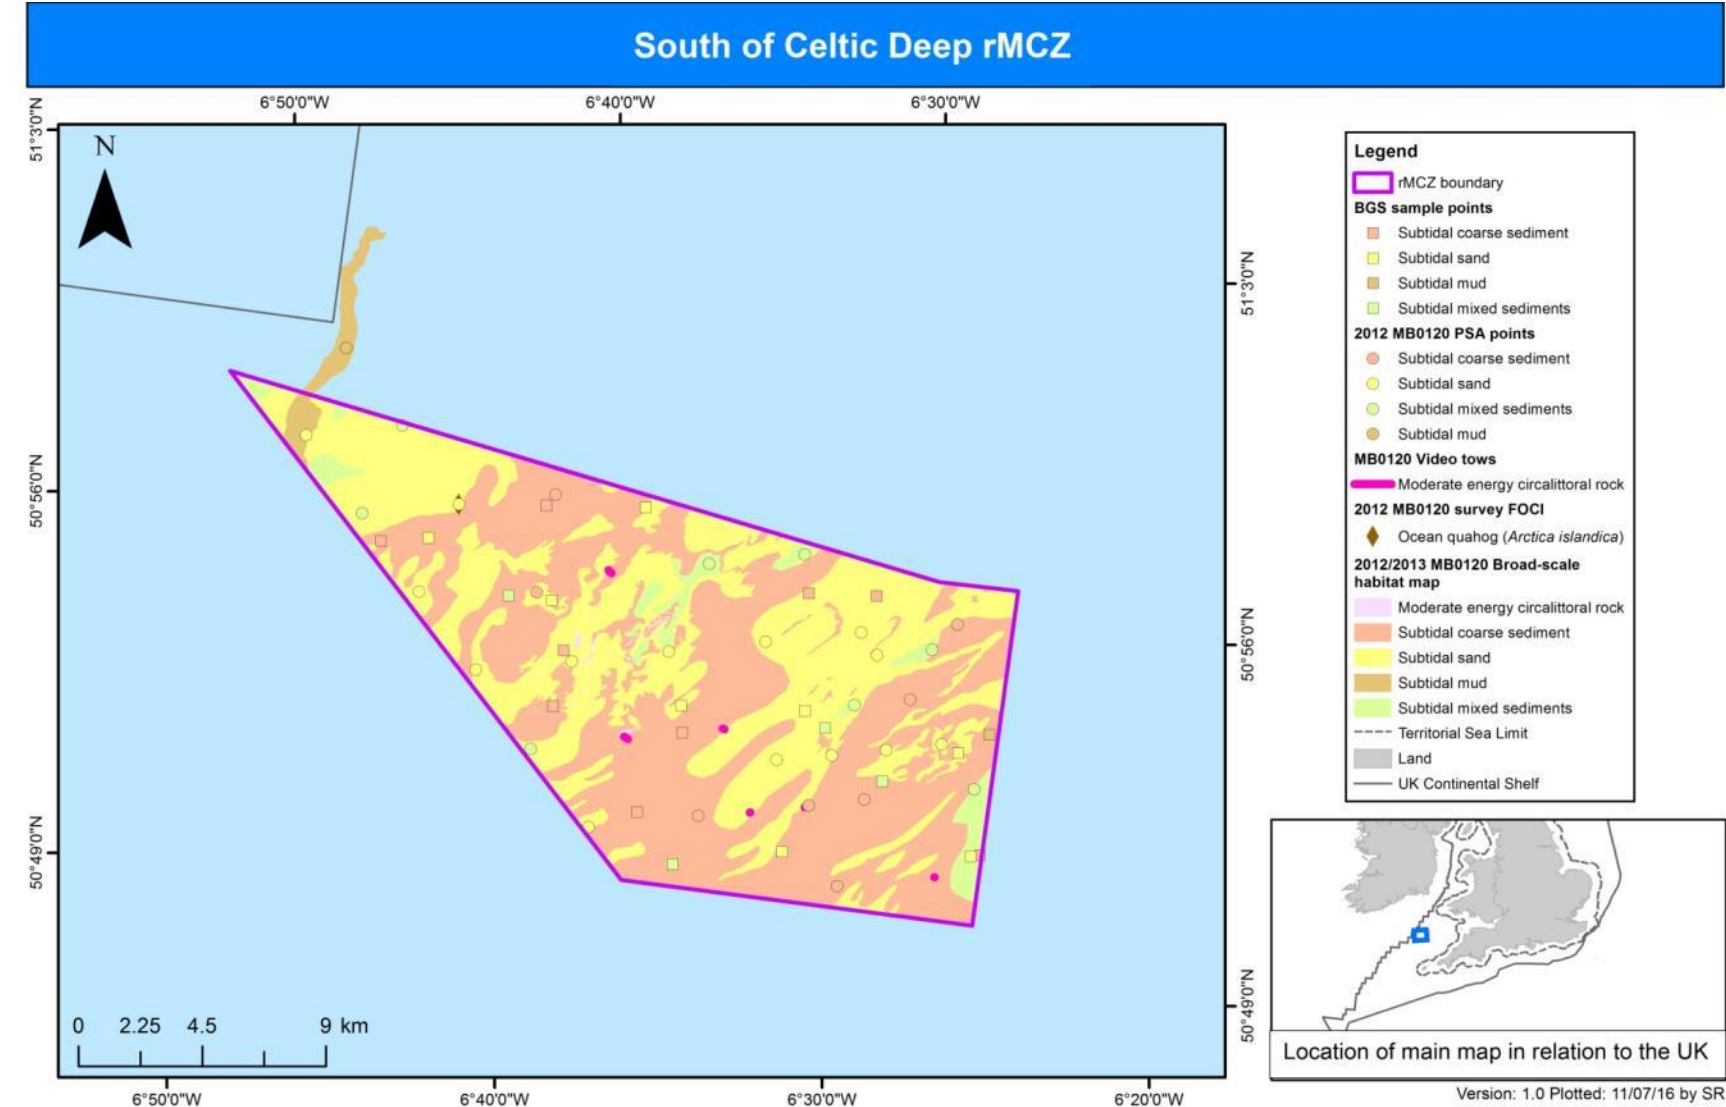 South of Celtic Deep rMCZ
6°50'0"W
6°40'0"W
6°30'0"W
51°3'0"N
N
50°56'0"N
50°49'0"N
51°3'0"N
50°56'0"N
50°49'0"N
0 2.25 4.5 9 km
6°50'0"W
6°40'0"W
6°30'0"W
6°20'0"W
Legend
rMCZ boundary
BGS sample points
Subtidal coarse sediment
Subtidal sand
Subtidal mud
Subtidal mixed sediments
2012 MB0120 PSA points
Subtidal coarse sediment
Subtidal sand
Subtidal mixed sediments
Subtidal mud
MB0120 Video tows
Moderate energy circalittoral rock
2012 MB0120 survey FOCI
Ocean quahog (Arctica islandica)
2012/2013 MB0120 Broad-scale
habitat map
Moderate energy circalittoral rock
Subtidal coarse sediment
Subtidal sand
Subtidal mud
Subtidal mixed sediments
Territorial Sea Limit
Land
UK Continental Shelf
Location of main map in relation to the UK
Version: 1.0 Plotted: 11/07/16 by SR